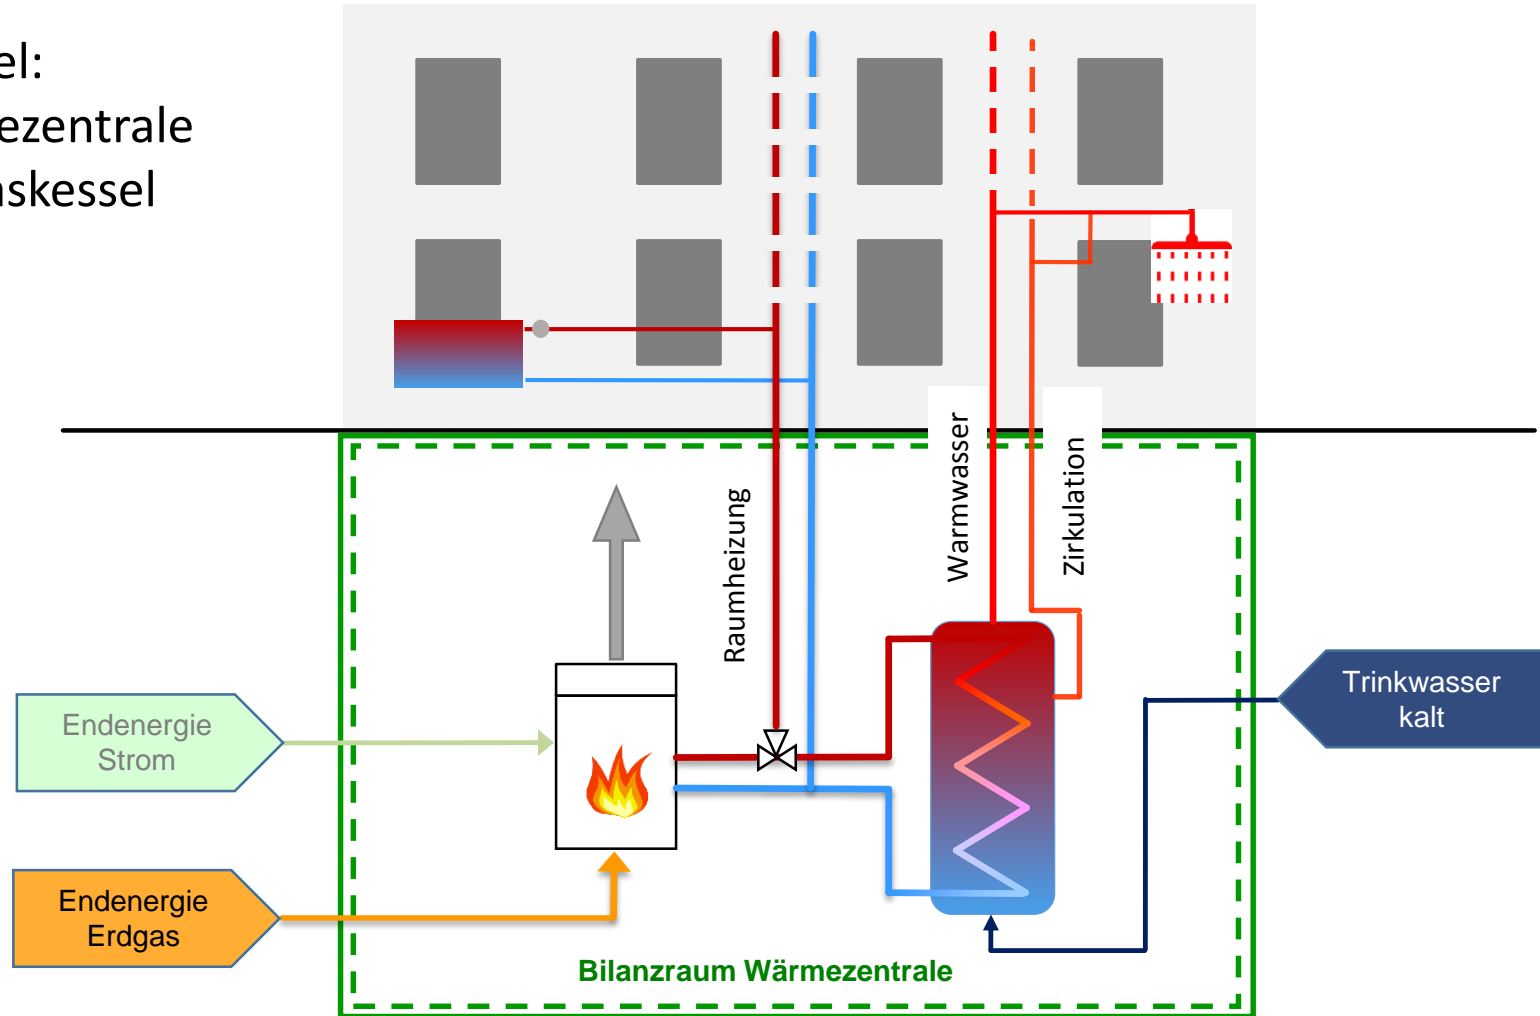 el:
ezentrale
skessel
Raumheizung
Warmwasser
Zirkulation
Endenergie
Strom
Trinkwasser
kalt
Endenergie
Erdgas
Bilanzraum Wärmezentrale